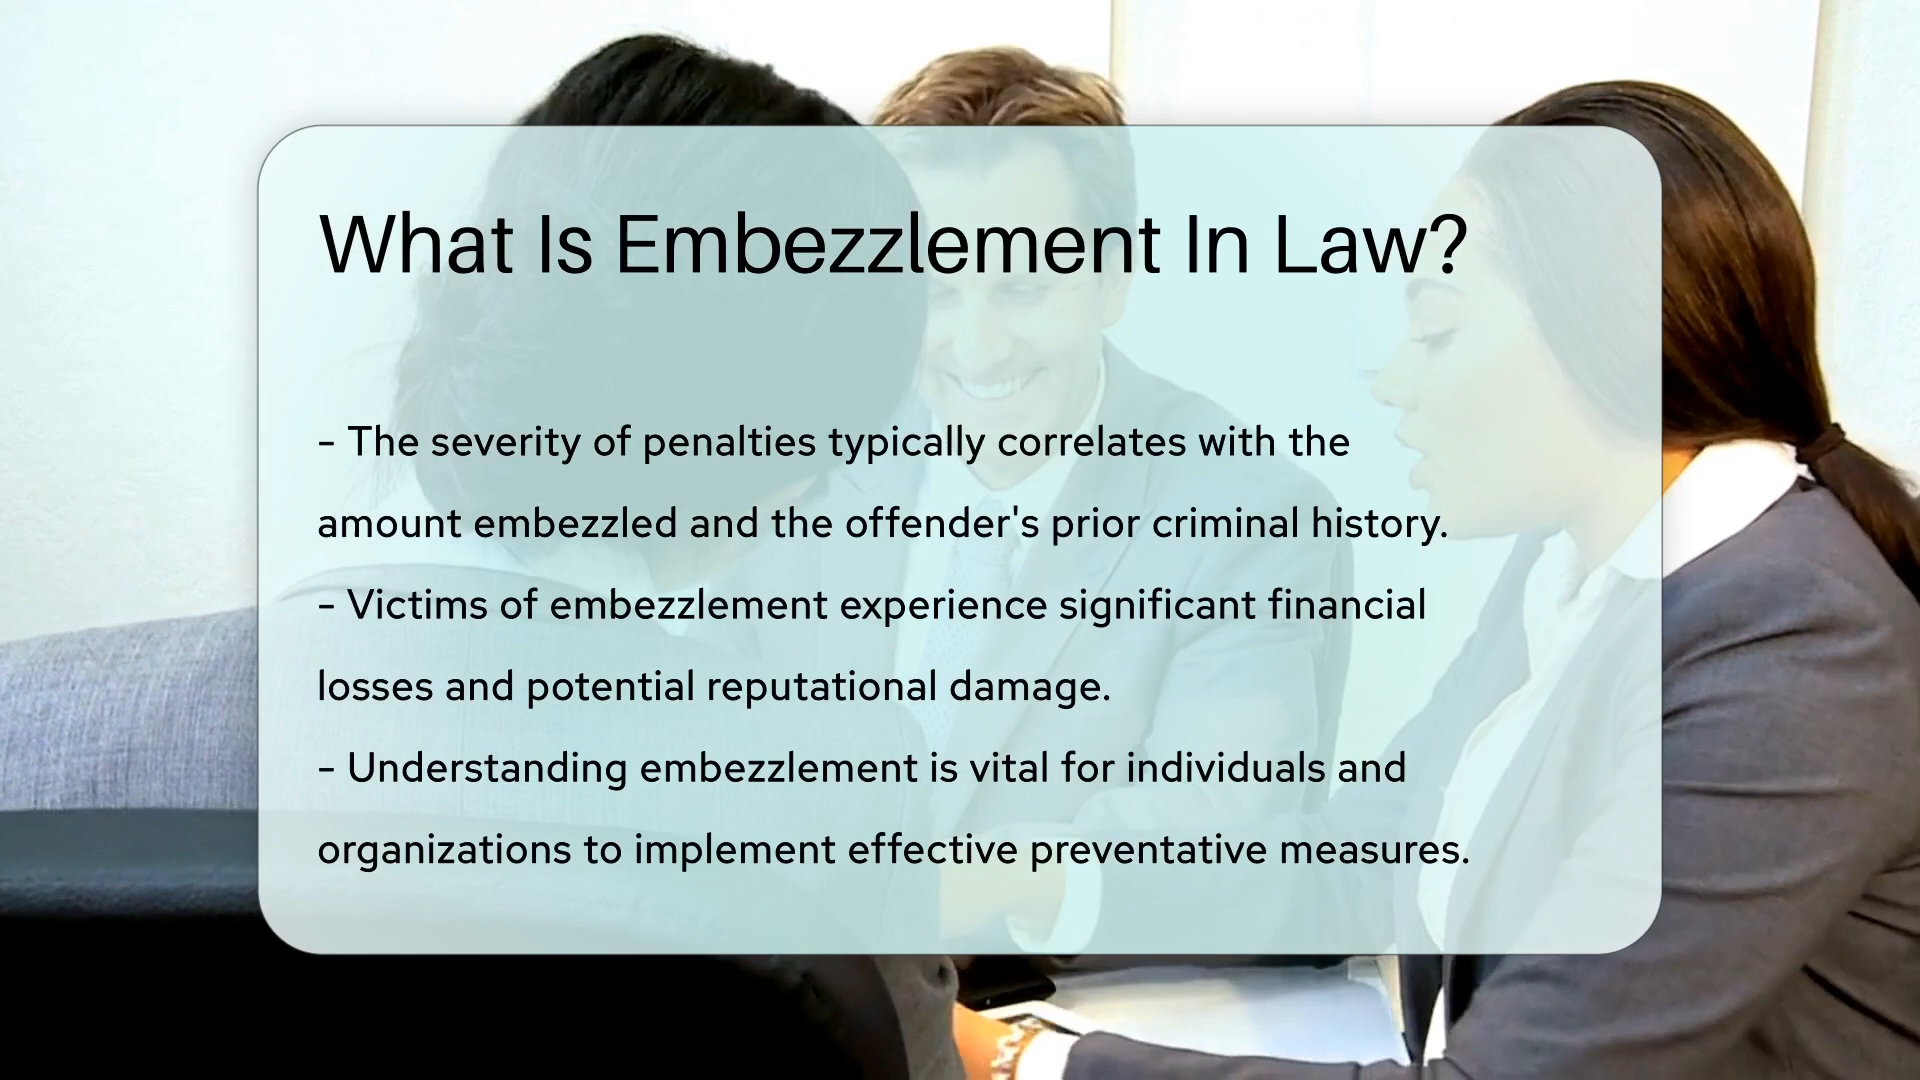 What Is Embezzlement In Law?
- The severity of penalties typically correlates with the
amount embezzled and the offender's prior criminal history.
- Victims of embezzlement experience significant financial
losses and potential reputational damage.
- Understanding embezzlement is vital for individuals and
organizations to implement effective preventative measures.